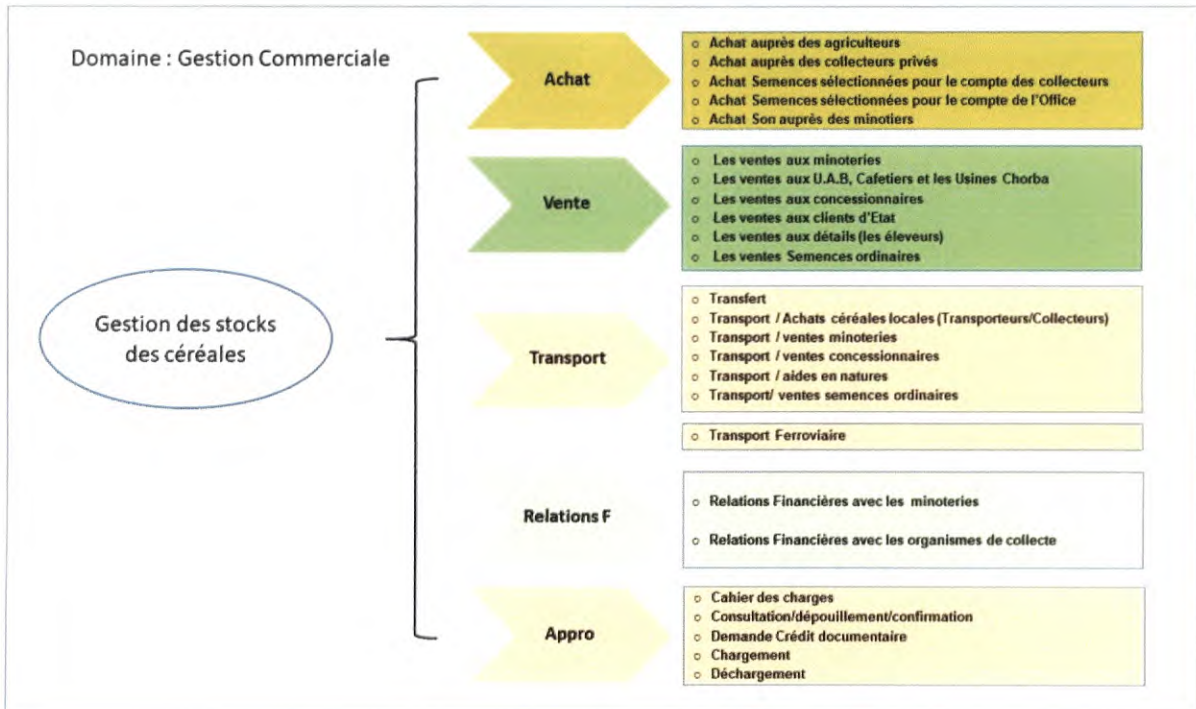 Domaine : Gestion Commerciale
Gestion des stocks
des céréales
Achat
o Achat auprès des agriculteurs
o Achat auprès des collecteurs privés
o Achat Semences sélectionnées pour le compte des collecteurs
o Achat Semences sélectionnées pour le compte de l'Office
o Achat Son auprès des minotiers
Vente
o Les ventes aux minoteries
o Les ventes aux U.A.B, Cafetiers et les Usines Chorba
o Les ventes aux concessionnaires
o Les ventes aux clients d'Etat
o Les ventes aux détails (les éleveurs)
o Les ventes Semences ordinaires
Transport
o Transfert
o Transport / Achats céréales locales (Transporteurs/Collecteurs)
o Transport / ventes minoteries
o Transport / ventes concessionnaires
o Transport / aides en natures
o Transport/ ventes semences ordinaires
o Transport Ferroviaire
Relations F
o Relations Financières avec les minoteries
o Relations Financières avec les organismes de collecte
Appro
o Cahier des charges
o Consultation/dépouillement/confirmation
o Demande Crédit documentaire
o Chargement
o Déchargement